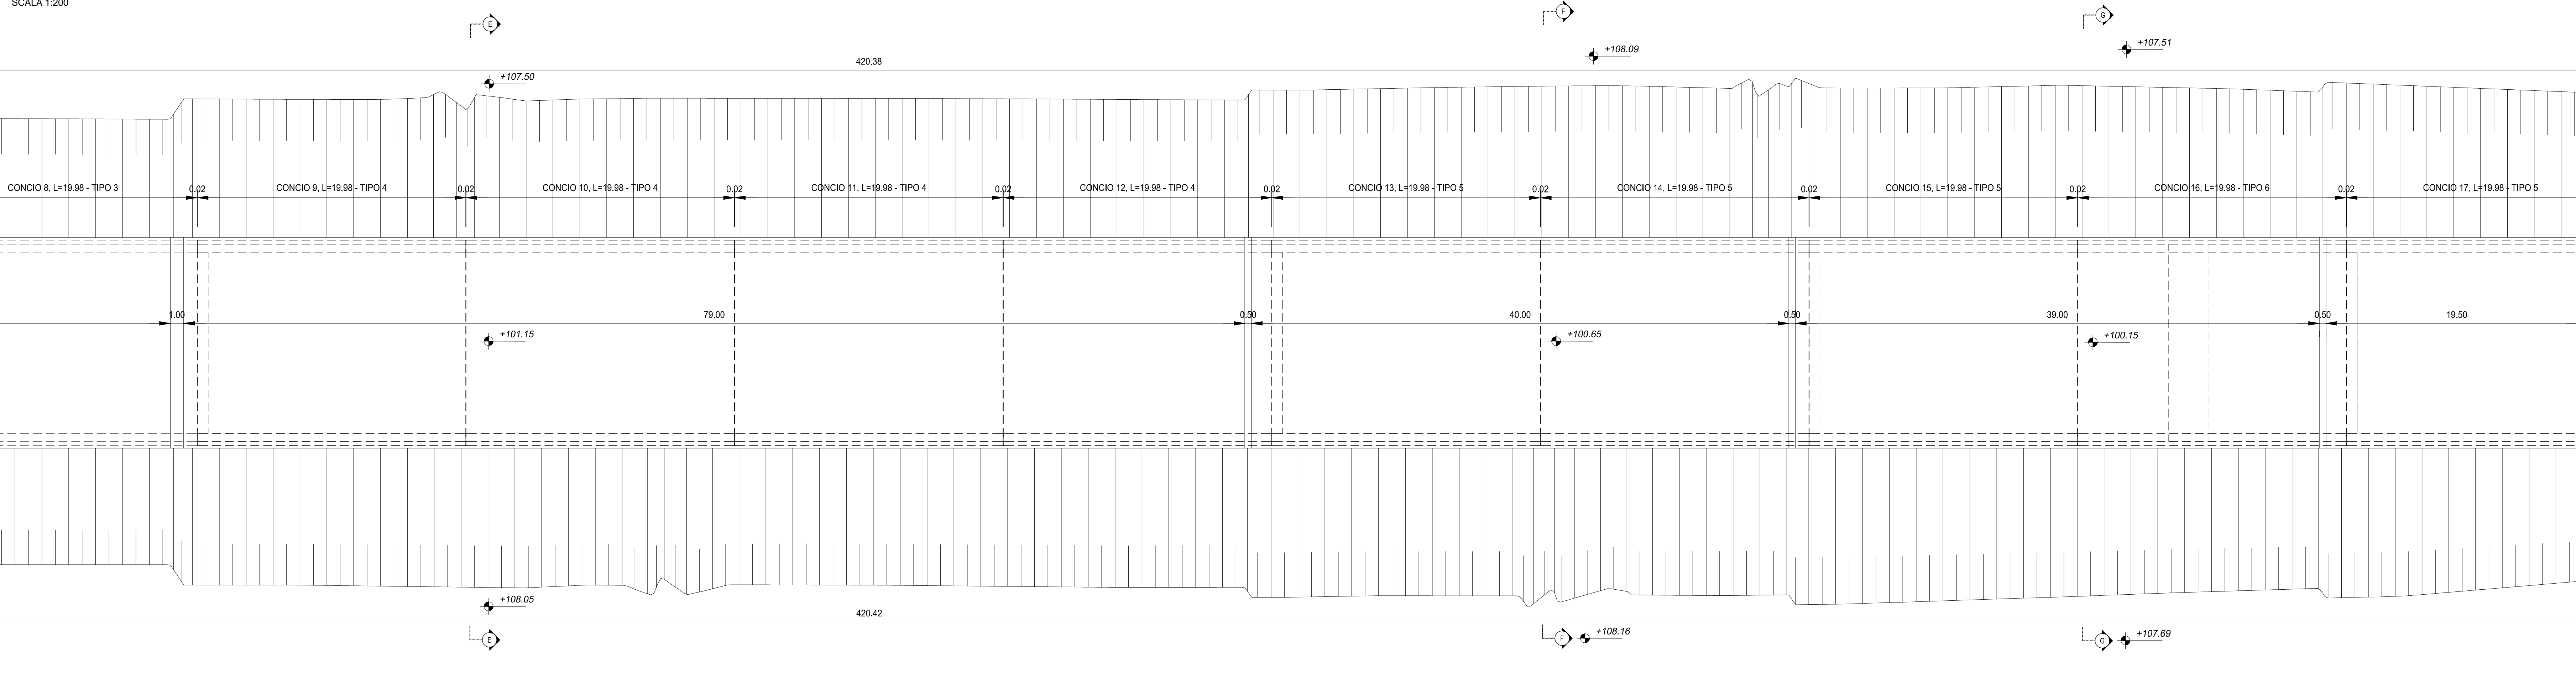 SCALA 1:200
E
F
G
+108.09
+107.51
420.38
+107.50
CONCIO 8, L=19.98 - TIPO 3
0.02
CONCIO 9, L=19.98 - TIPO 4
0.02
CONCIO 10, L=19.98 - TIPO 4
0.02
CONCIO 11, L=19.98 - TIPO 4
0.02
CONCIO 12, L=19.98 - TIPO 4
0.02
CONCIO 13, L=19.98 - TIPO 5
0.02
CONCIO 14, L=19.98 - TIPO 5
0.02
CONCIO 15, L=19.98 - TIPO 5
0.02
CONCIO 16, L=19.98 - TIPO 6
0.02
CONCIO 17, L=19.98 - TIPO 5
1.00
79.00
0.50
40.00
0.50
39.00
0.50
19.50
+101.15
+100.65
+100.15
+108.05
420.42
E
F
+108.16
G
+107.69